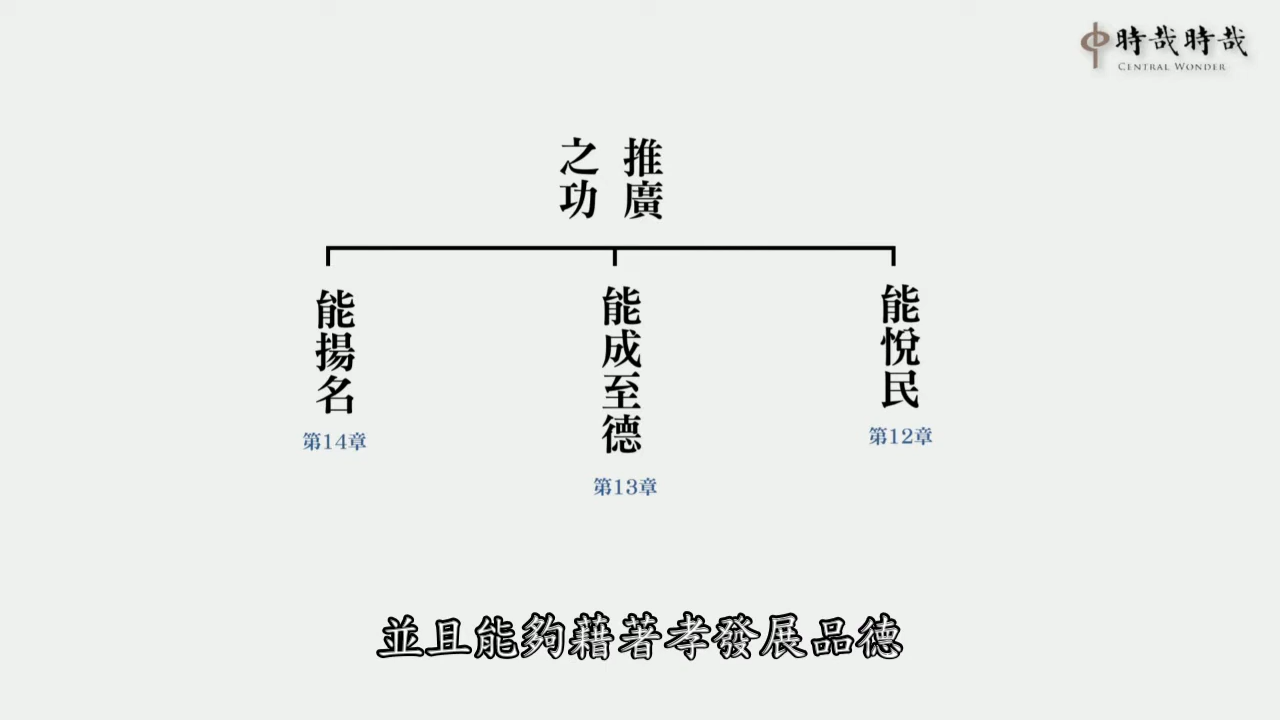 時哉時哉
CENTRAL WONDER
推廣
之功
能悅民
第12章
能成至德
第13章
能揚名
第14章
並且能夠藉著孝發展品德